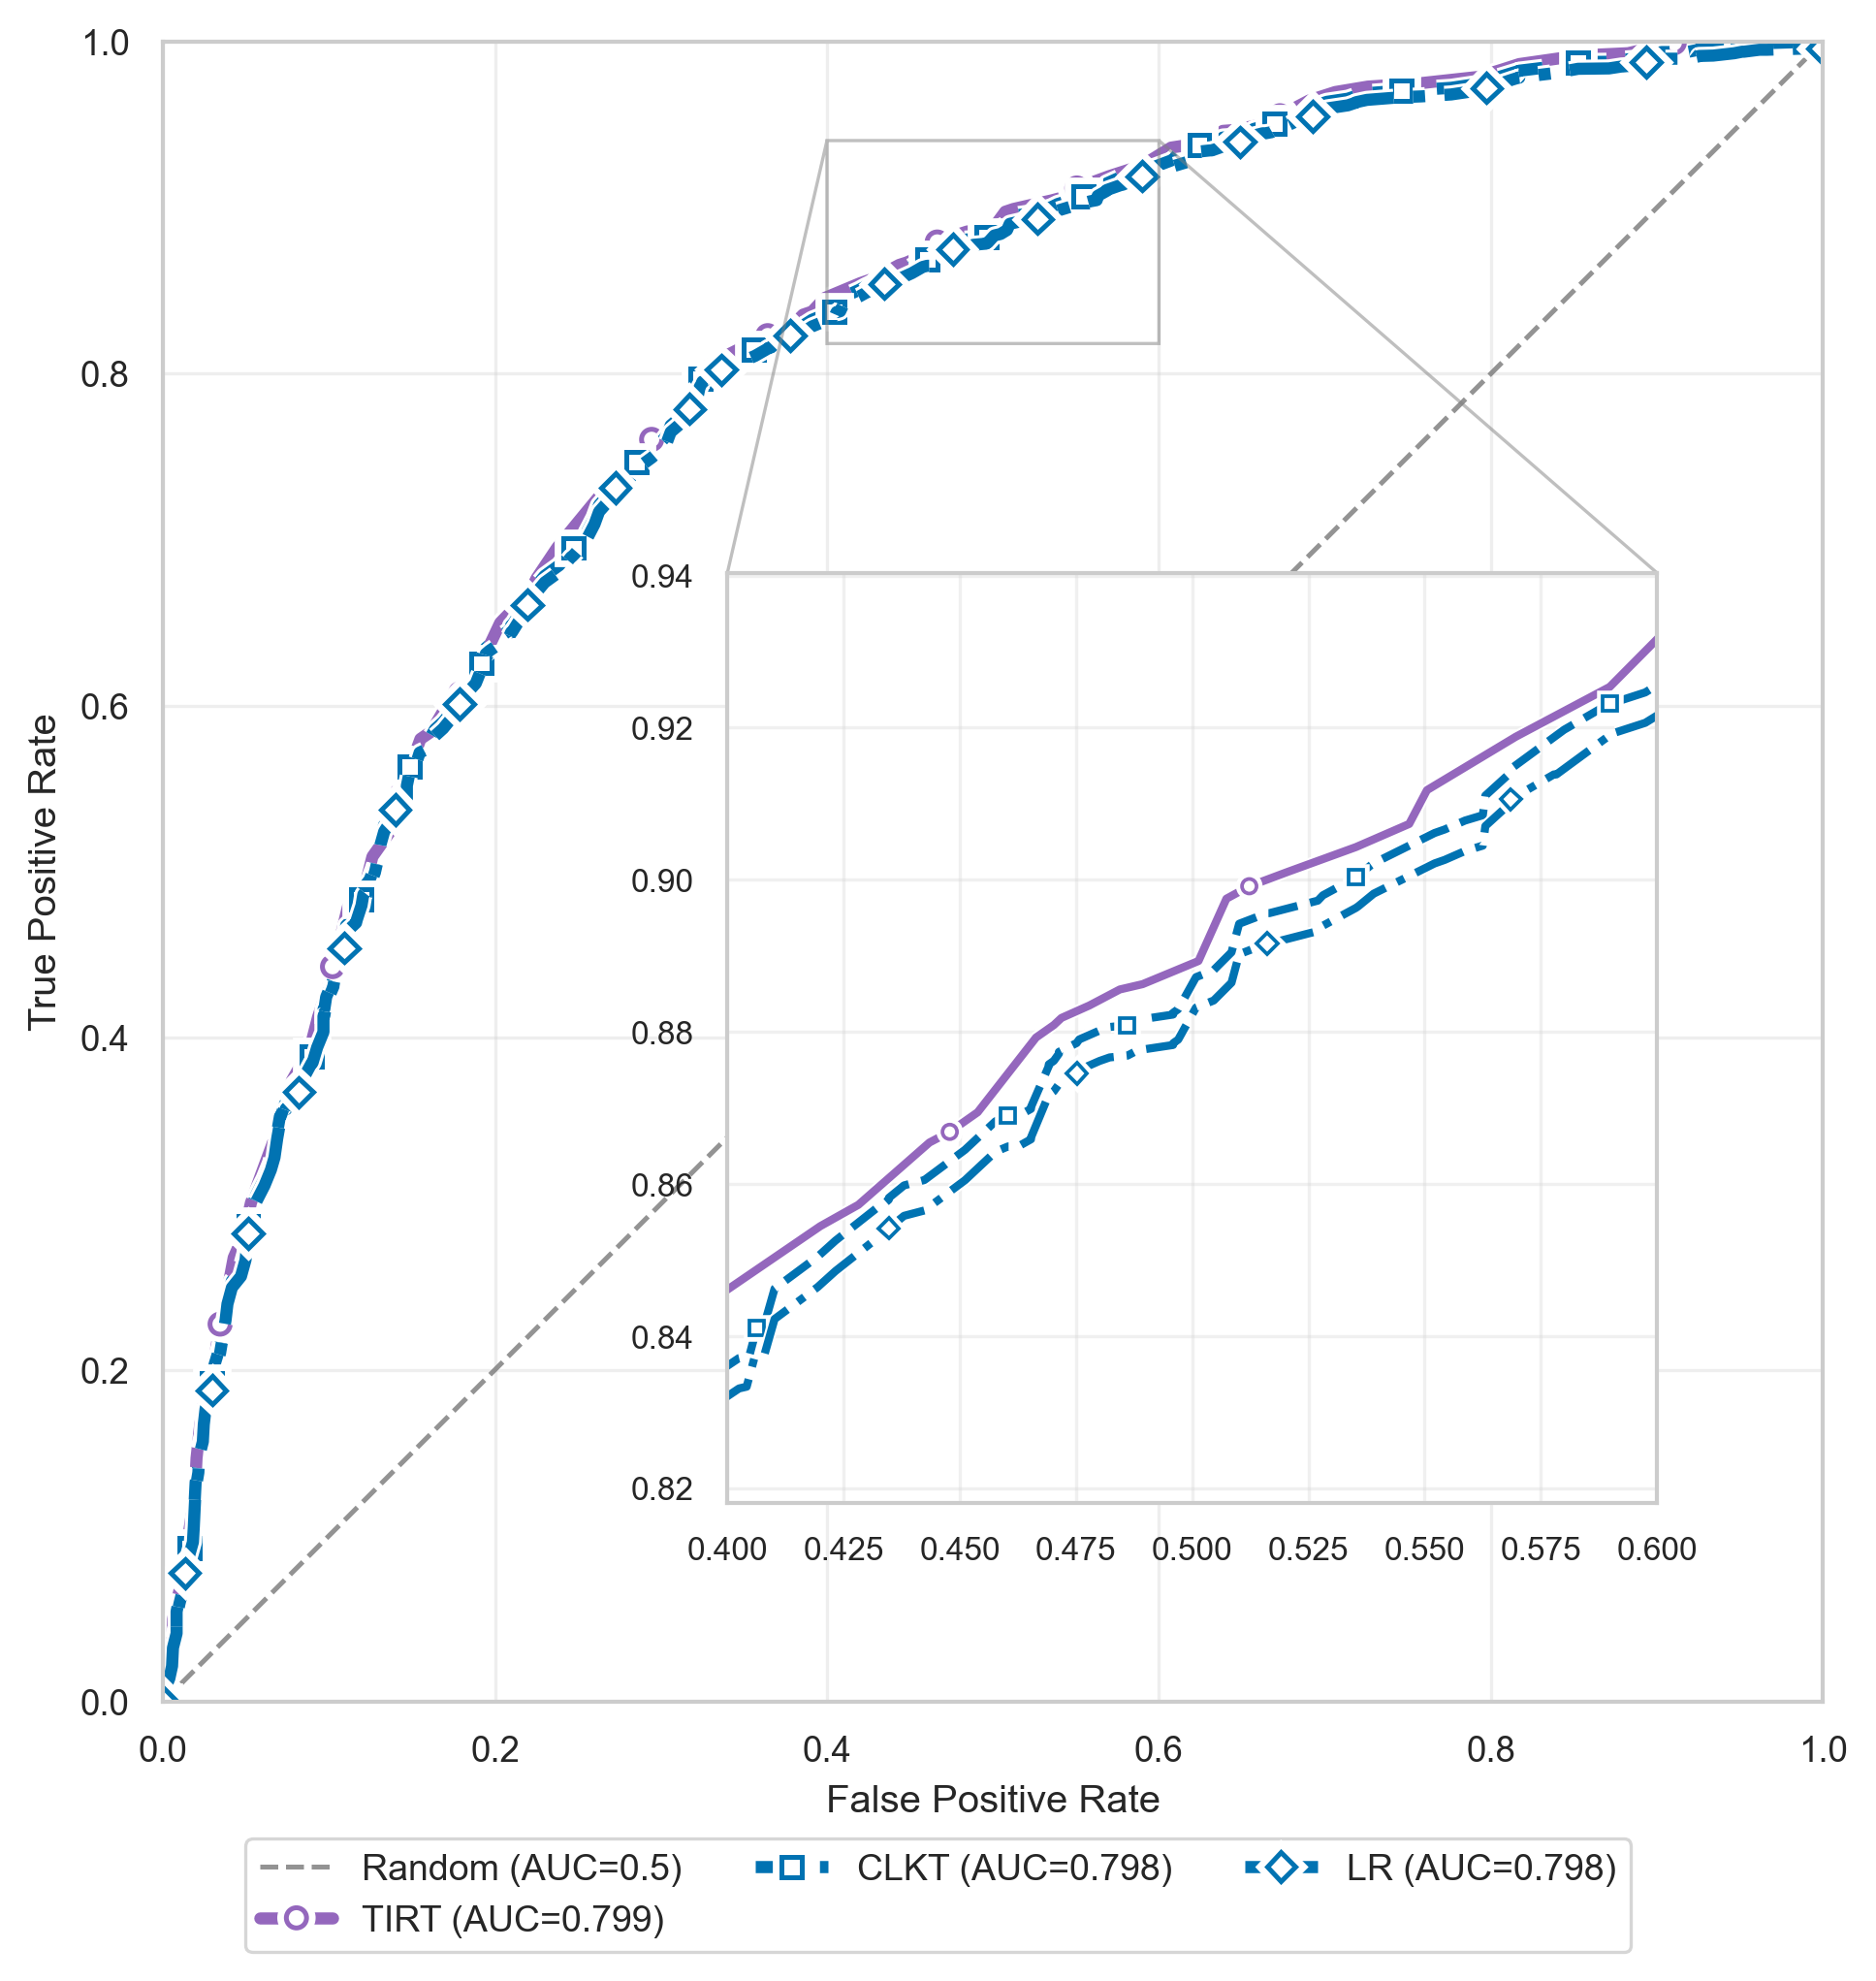 1.0
0.8
0.6
0.4
0.2
0.0
True Positive Rate
0.94
0.92
0.90
0.88
0.86
0.84
0.82
0.400 0.425 0.450 0.475 0.500 0.525 0.550 0.575 0.600
0.0 0.2 0.4 0.6 0.8 1.0
False Positive Rate
Random (AUC=0.5) CLKT (AUC=0.798) LR (AUC=0.798)
TIRT (AUC=0.799)